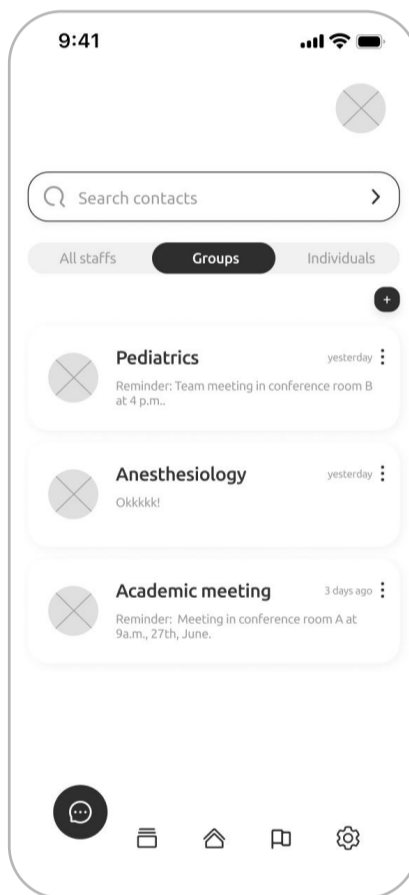 9:41
Search contacts
All staffs Groups Individuals
+
Pediatrics yesterday
Reminder: Team meeting in conference room B
at 4 p.m..
Anesthesiology yesterday
Okkkkk!
Academic meeting 3 days ago
Reminder: Meeting in conference room A at
9a.m., 27th, June.